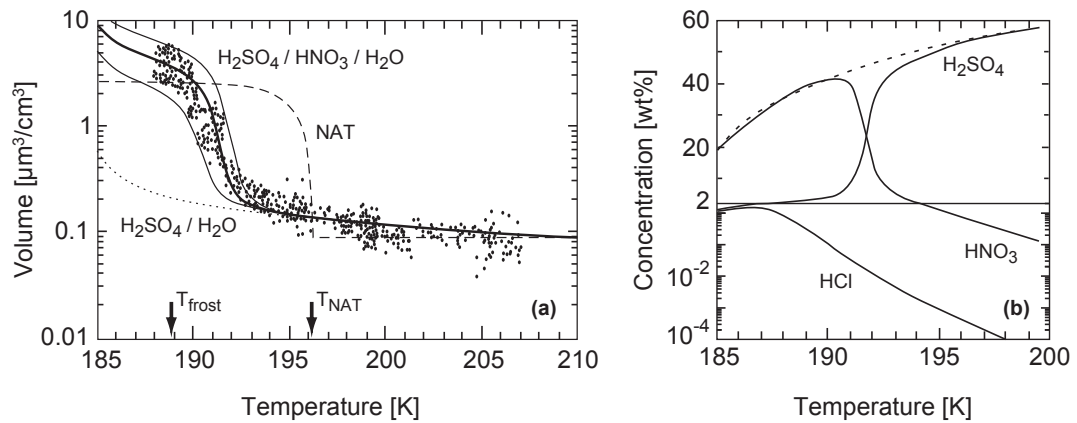 10
1
0.1
0.01
Volume [µm³/cm³]
H₂SO₄ / HNO₃ / H₂O
NAT
H₂SO₄ / H₂O
T_frost
T_NAT
(a)
185 190 195 200 205 210
Temperature [K]
60
40
20
2
10⁻²
10⁻⁴
Concentration [wt%]
H₂SO₄
HNO₃
HCl
(b)
185 190 195 200
Temperature [K]